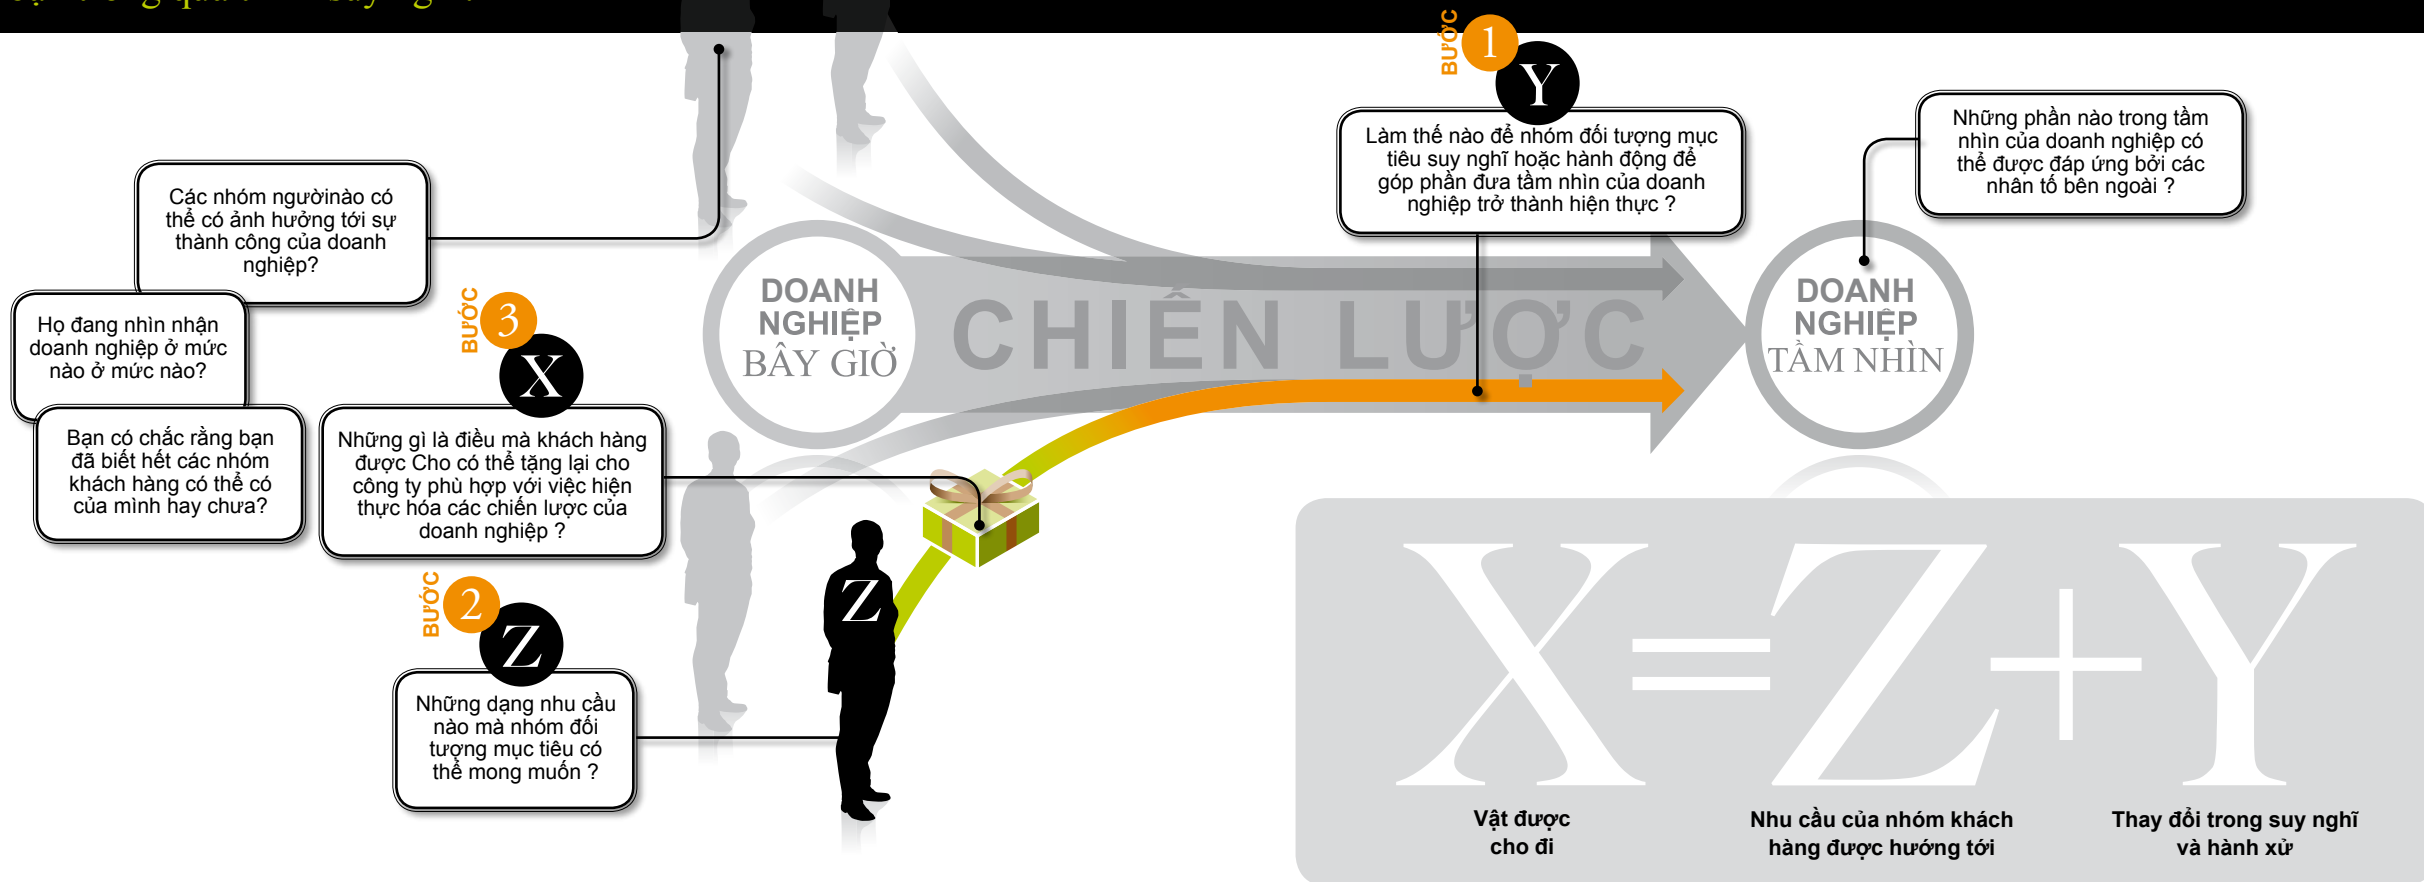 BƯỚC
1
Y
Làm thế nào để nhóm đối tượng mục
tiêu suy nghĩ hoặc hành động để
góp phần đưa tầm nhìn của doanh
nghiệp trở thành hiện thực ?
Những phần nào trong tầm
nhìn của doanh nghiệp có
thể được đáp ứng bởi các
nhân tố bên ngoài ?
Các nhóm ngườinào có
thể có ảnh hưởng tới sự
thành công của doanh
nghiệp?
Họ đang nhìn nhận
doanh nghiệp ở mức
nào ở mức nào?
Bạn có chắc rằng bạn
đã biết hết các nhóm
khách hàng có thể có
của mình hay chưa?
BƯỚC
3
X
Những gì là điều mà khách hàng
được Cho có thể tặng lại cho
công ty phù hợp với việc hiện
thực hóa các chiến lược của
doanh nghiệp ?
DOANH
NGHIỆP
BÂY GIỜ
CHIẾN LƯỢC
DOANH
NGHIỆP
TẦM NHÌN
BƯỚC
2
Z
Những dạng nhu cầu
nào mà nhóm đối
tượng mục tiêu có
thể mong muốn ?
Z
X=Z+Y
Vật được
cho đi
Nhu cầu của nhóm khách
hàng được hướng tới
Thay đổi trong suy nghĩ
và hành xử